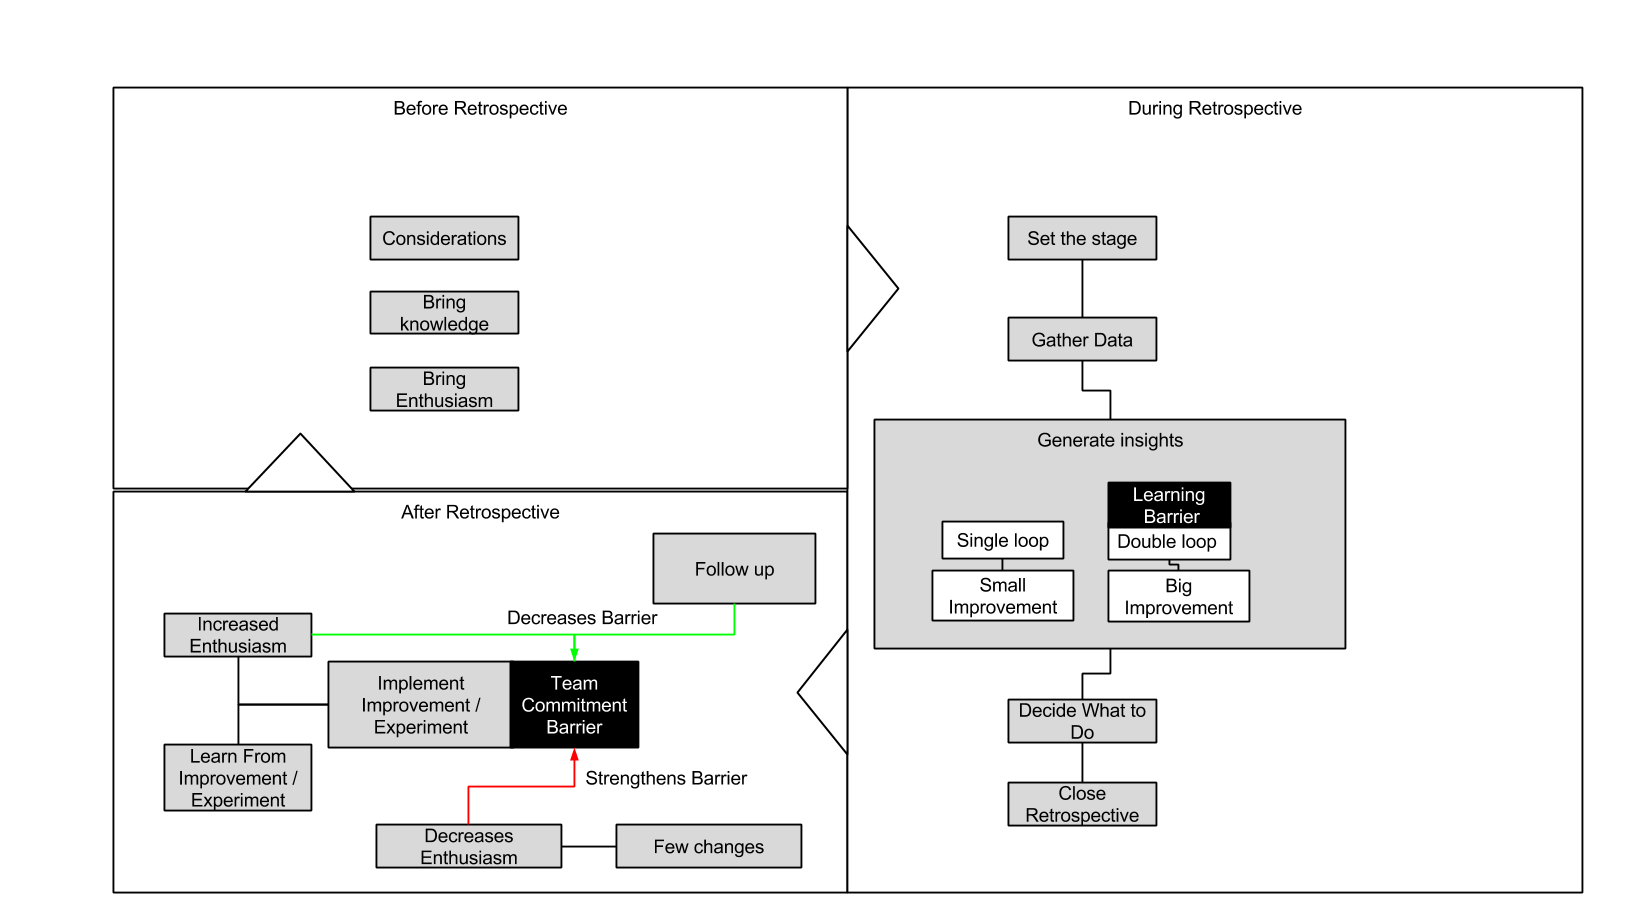 Before Retrospective
Considerations
Bring
knowledge
Bring
Enthusiasm
During Retrospective
Set the stage
Gather Data
Generate insights
Learning
Barrier
Single loop
Double loop
Small
Improvement
Big
Improvement
Decide What to
Do
Close
Retrospective
After Retrospective
Follow up
Decreases Barrier
Increased
Enthusiasm
Implement
Improvement /
Experiment
Team
Commitment
Barrier
Learn From
Improvement /
Experiment
Strengthens Barrier
Decreases
Enthusiasm
Few changes